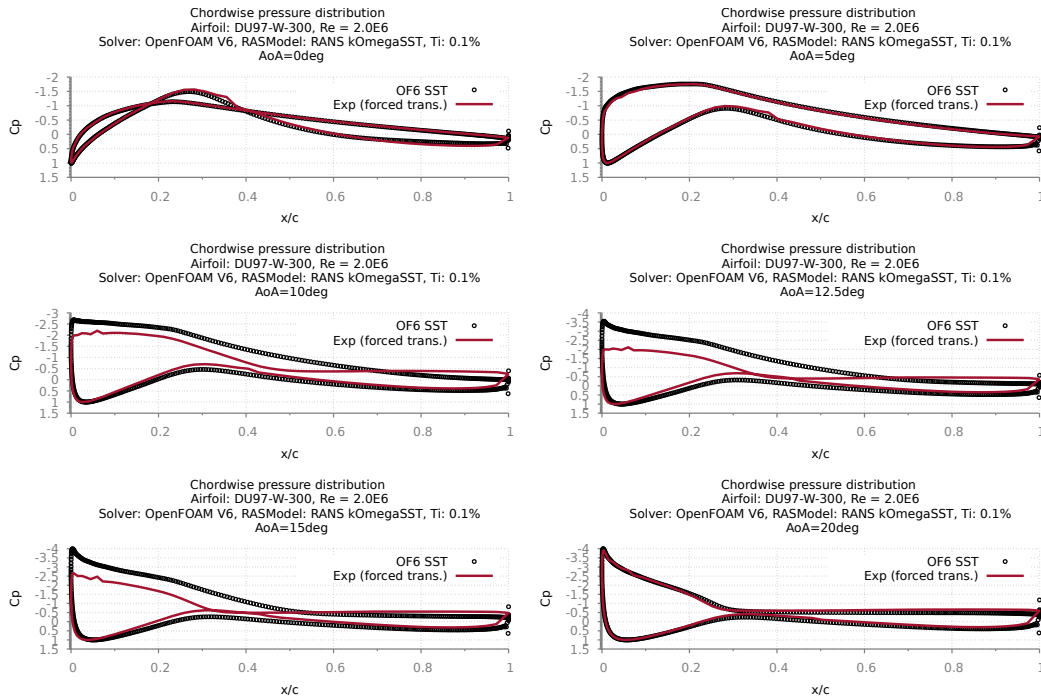 Chordwise pressure distribution
Airfoil: DU97-W-300, Re = 2.0E6
Solver: OpenFOAM V6, RASModel: RANS kOmegaSST, Ti: 0.1%
AoA=0deg
OF6 SST
Exp (forced trans.)
Cp
-2
-1.5
-1
-0.5
0
0.5
1
1.5
0 0.2 0.4 0.6 0.8 1
x/c
Chordwise pressure distribution
Airfoil: DU97-W-300, Re = 2.0E6
Solver: OpenFOAM V6, RASModel: RANS kOmegaSST, Ti: 0.1%
AoA=5deg
OF6 SST
Exp (forced trans.)
Cp
-2
-1.5
-1
-0.5
0
0.5
1
1.5
0 0.2 0.4 0.6 0.8 1
x/c
Chordwise pressure distribution
Airfoil: DU97-W-300, Re = 2.0E6
Solver: OpenFOAM V6, RASModel: RANS kOmegaSST, Ti: 0.1%
AoA=10deg
OF6 SST
Exp (forced trans.)
Cp
-3
-2.5
-2
-1.5
-1
-0.5
0
0.5
1
1.5
0 0.2 0.4 0.6 0.8 1
x/c
Chordwise pressure distribution
Airfoil: DU97-W-300, Re = 2.0E6
Solver: OpenFOAM V6, RASModel: RANS kOmegaSST, Ti: 0.1%
AoA=12.5deg
OF6 SST
Exp (forced trans.)
Cp
-4
-3.5
-3
-2.5
-2
-1.5
-1
-0.5
0
0.5
1
1.5
0 0.2 0.4 0.6 0.8 1
x/c
Chordwise pressure distribution
Airfoil: DU97-W-300, Re = 2.0E6
Solver: OpenFOAM V6, RASModel: RANS kOmegaSST, Ti: 0.1%
AoA=15deg
OF6 SST
Exp (forced trans.)
Cp
-4
-3.5
-3
-2.5
-2
-1.5
-1
-0.5
0
0.5
1
1.5
0 0.2 0.4 0.6 0.8 1
x/c
Chordwise pressure distribution
Airfoil: DU97-W-300, Re = 2.0E6
Solver: OpenFOAM V6, RASModel: RANS kOmegaSST, Ti: 0.1%
AoA=20deg
OF6 SST
Exp (forced trans.)
Cp
-4
-3.5
-3
-2.5
-2
-1.5
-1
-0.5
0
0.5
1
1.5
0 0.2 0.4 0.6 0.8 1
x/c